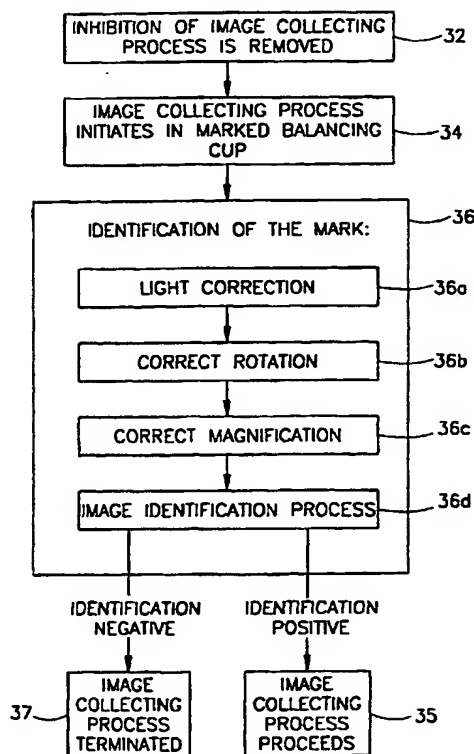 INHIBITION OF IMAGE COLLECTING
PROCESS IS REMOVED
32
IMAGE COLLECTING PROCESS
INITIATES IN MARKED BALANCING
CUP
34
36
IDENTIFICATION OF THE MARK:
LIGHT CORRECTION
36a
CORRECT ROTATION
36b
CORRECT MAGNIFICATION
36c
IMAGE IDENTIFICATION PROCESS
36d
IDENTIFICATION
NEGATIVE
IDENTIFICATION
POSITIVE
37
IMAGE
COLLECTING
PROCESS
TERMINATED
IMAGE
COLLECTING
PROCESS
PROCEEDS
35